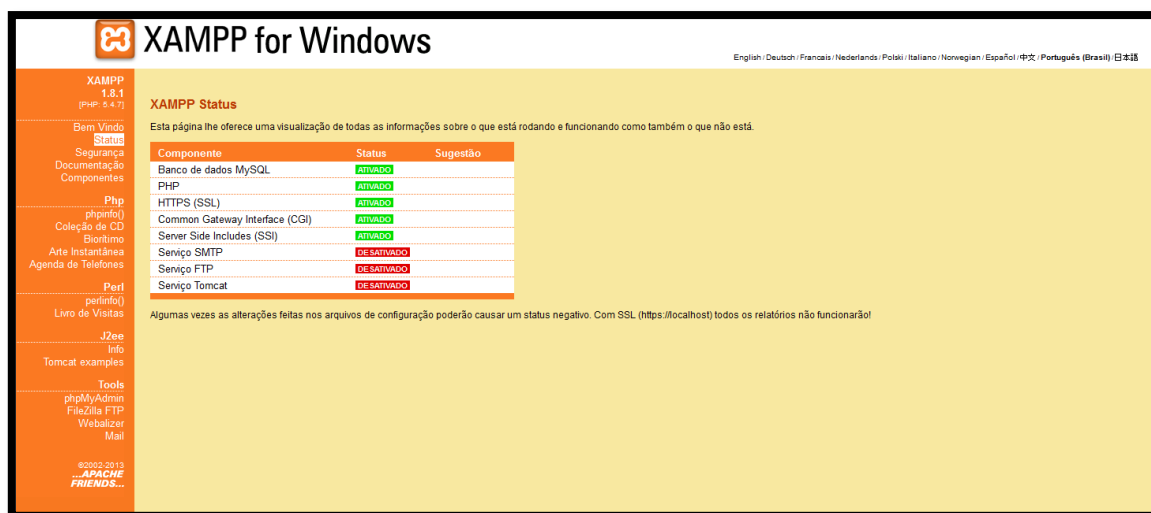 XAMPP for Windows
English / Deutsch / Francais / Nederlands / Polski / Italiano / Norwegian / Español / 中文 / Português (Brasil) / 日本語
XAMPP
1.8.1
[PHP: 5.4.7]
Bem Vindo
Status
Segurança
Documentação
Componentes
Php
phpinfo()
Coleção de CD
Biorítimo
Arte Instantânea
Agenda de Telefones
Perl
perlinfo()
Livro de Visitas
J2ee
Info
Tomcat examples
Tools
phpMyAdmin
FileZilla FTP
Webalizer
Mail
©2002-2013
...APACHE
FRIENDS...
XAMPP Status
Esta página lhe oferece uma visualização de todas as informações sobre o que está rodando e funcionando como também o que não está.
Componente Status Sugestão
Banco de dados MySQL ATIVADO
PHP ATIVADO
HTTPS (SSL) ATIVADO
Common Gateway Interface (CGI) ATIVADO
Server Side Includes (SSI) ATIVADO
Serviço SMTP DESATIVADO
Serviço FTP DESATIVADO
Serviço Tomcat DESATIVADO
Algumas vezes as alterações feitas nos arquivos de configuração poderão causar um status negativo. Com SSL (https://localhost) todos os relatórios não funcionarão!